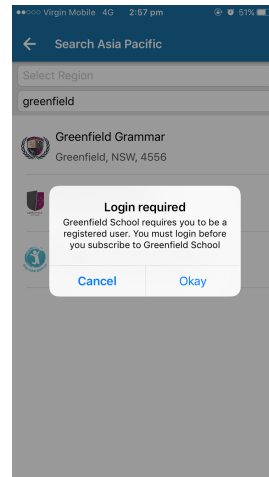 Virgin Mobile 4G 2:57 pm 51%
Search Asia Pacific
Select Region
greenfield
Greenfield Grammar
Greenfield, NSW, 4556
Login required
Greenfield School requires you to be a
registered user. You must login before
you subscribe to Greenfield School
Cancel Okay